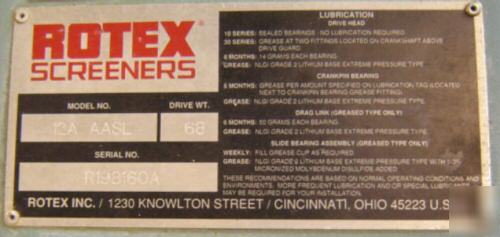 ROTEX
SCREENERS
MODEL NO.
DRIVE WT.
12A AASL
68
SERIAL NO.
R198160A
LUBRICATION
DRIVE HEAD
10 SERIES: SEALED BEARINGS - NO LUBRICATION REQUIRED
30 SERIES: GREASE AT TWO FITTINGS LOCATED ON CRANKSHAFT ABOVE
DRIVE GUARD
6 MONTHS: 14 GRAMS EACH BEARING
GREASE: NLGI GRADE 2 LITHIUM BASE EXTREME PRESSURE TYPE
CRANKPIN BEARING
6 MONTHS: GREASE PER AMOUNT SPECIFIED ON LUBRICATION TAG (LOCATED
NEXT TO CRANKPIN BEARING GREASE FITTING)
GREASE: NLGI GRADE 2 LITHIUM BASE EXTREME PRESSURE TYPE
DRAG LINK (GREASED TYPE ONLY)
6 MONTHS: 50 GRAMS EACH BEARING
GREASE: NLGI GRADE 2 LITHIUM BASE EXTREME PRESSURE TYPE
SLIDE BEARING ASSEMBLY (GREASED TYPE ONLY)
WEEKLY: FILL GREASE CUP AS REQUIRED
GREASE: NLGI GRADE 2 LITHIUM BASE EXTREME PRESSURE TYPE WITH
MICRONIZED MOLYBDENUM DISULFIDE ADDED
THESE RECOMMENDATIONS ARE BASED ON NORMAL OPERATING CONDITIONS AND
ENVIRONMENTS. MORE FREQUENT LUBRICATION AND OR SPECIAL LUBRICANTS
MAY BE REQUIRED FOR YOUR INSTALLATION.
ROTEX INC. / 1230 KNOWLTON STREET / CINCINNATI, OHIO 45223 U.S.